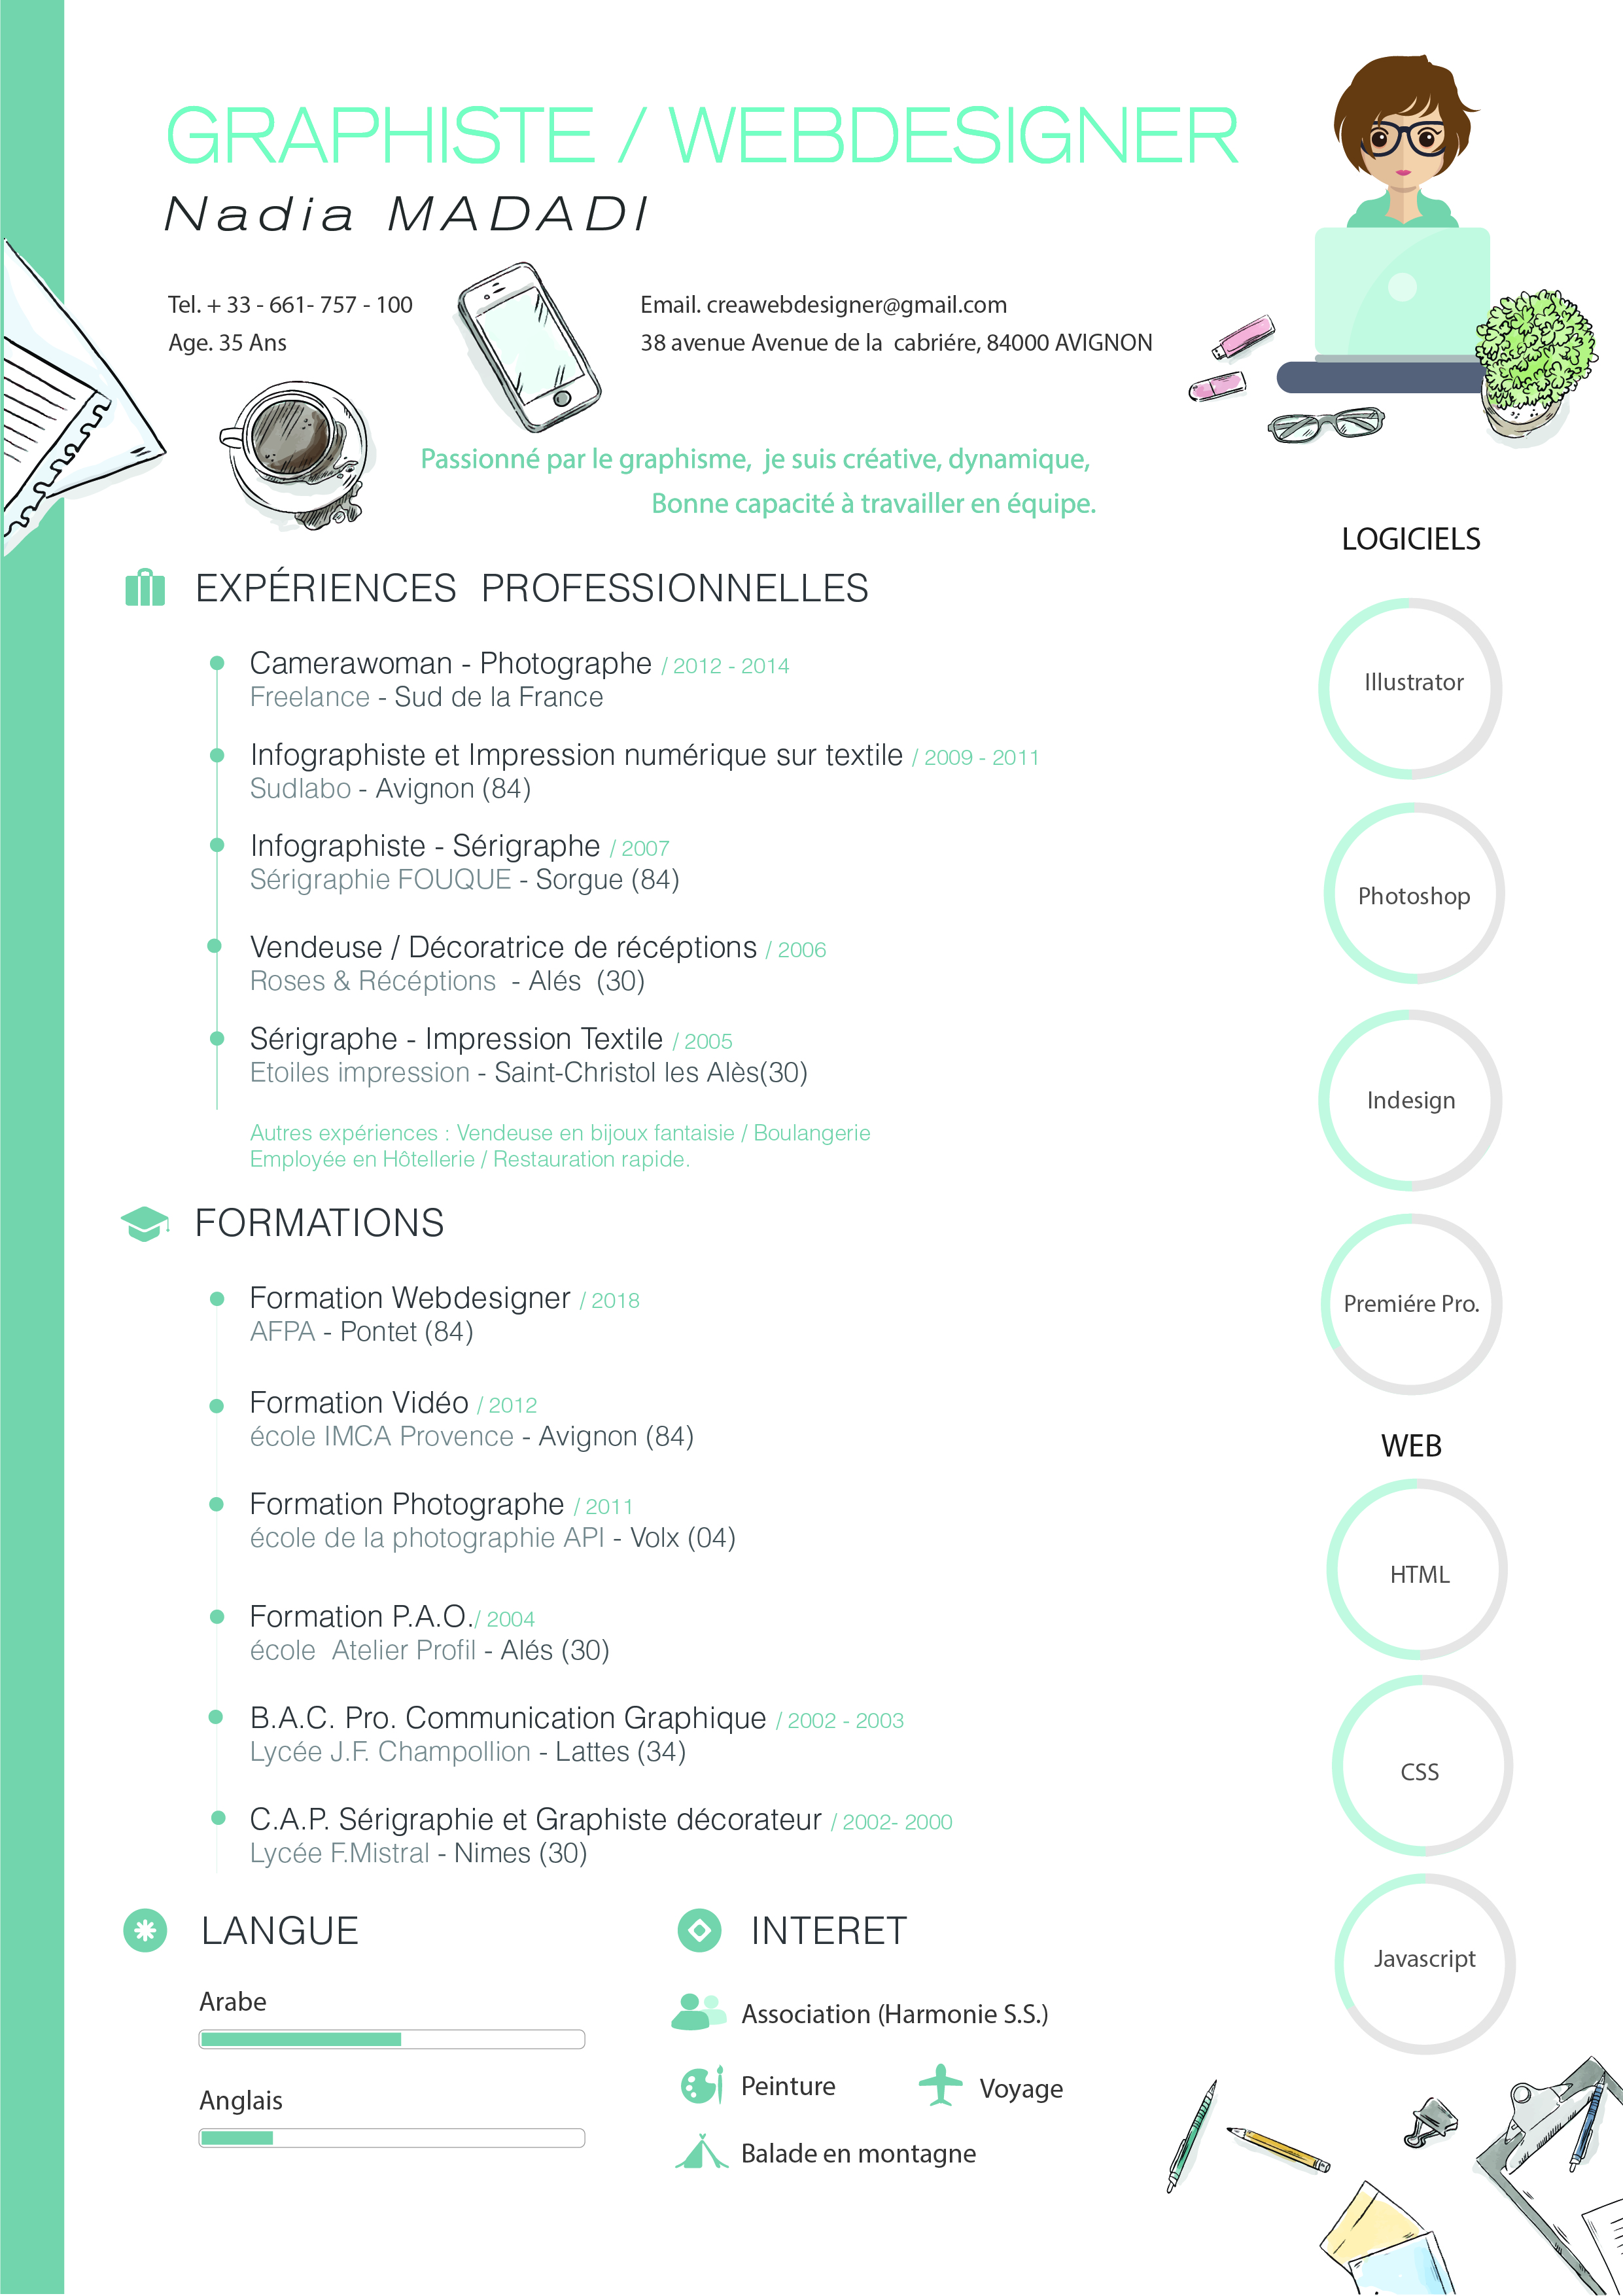 GRAPHISTE / WEBDESIGNER
Nadia MADADI
Tel. + 33 - 661- 757 - 100
Age. 35 Ans
Email. creawebdesigner@gmail.com
38 avenue Avenue de la  cabriére, 84000 AVIGNON
Passionné par le graphisme,  je suis créative, dynamique,
Bonne capacité à travailler en équipe.
EXPÉRIENCES  PROFESSIONNELLES
Camerawoman - Photographe / 2012 - 2014
Freelance - Sud de la France
Infographiste et Impression numérique sur textile / 2009 - 2011
Sudlabo - Avignon (84)
Infographiste - Sérigraphe / 2007
Sérigraphie FOUQUE - Sorgue (84)
Vendeuse / Décoratrice de récéptions / 2006
Roses & Récéptions  - Alés  (30)
Sérigraphe - Impression Textile / 2005
Etoiles impression - Saint-Christol les Alès(30)
Autres expériences : Vendeuse en bijoux fantaisie / Boulangerie
Employée en Hôtellerie / Restauration rapide.
FORMATIONS
Formation Webdesigner / 2018
AFPA - Pontet (84)
Formation Vidéo / 2012
école IMCA Provence - Avignon (84)
Formation Photographe / 2011
école de la photographie API - Volx (04)
Formation P.A.O./ 2004
école  Atelier Profil - Alés (30)
B.A.C. Pro. Communication Graphique / 2002 - 2003
Lycée J.F. Champollion - Lattes (34)
C.A.P. Sérigraphie et Graphiste décorateur / 2002- 2000
Lycée F.Mistral - Nimes (30)
LANGUE
Arabe
Anglais
INTERET
Association (Harmonie S.S.)
Peinture
Voyage
Balade en montagne
LOGICIELS
Illustrator
Photoshop
Indesign
Premiére Pro.
WEB
HTML
CSS
Javascript